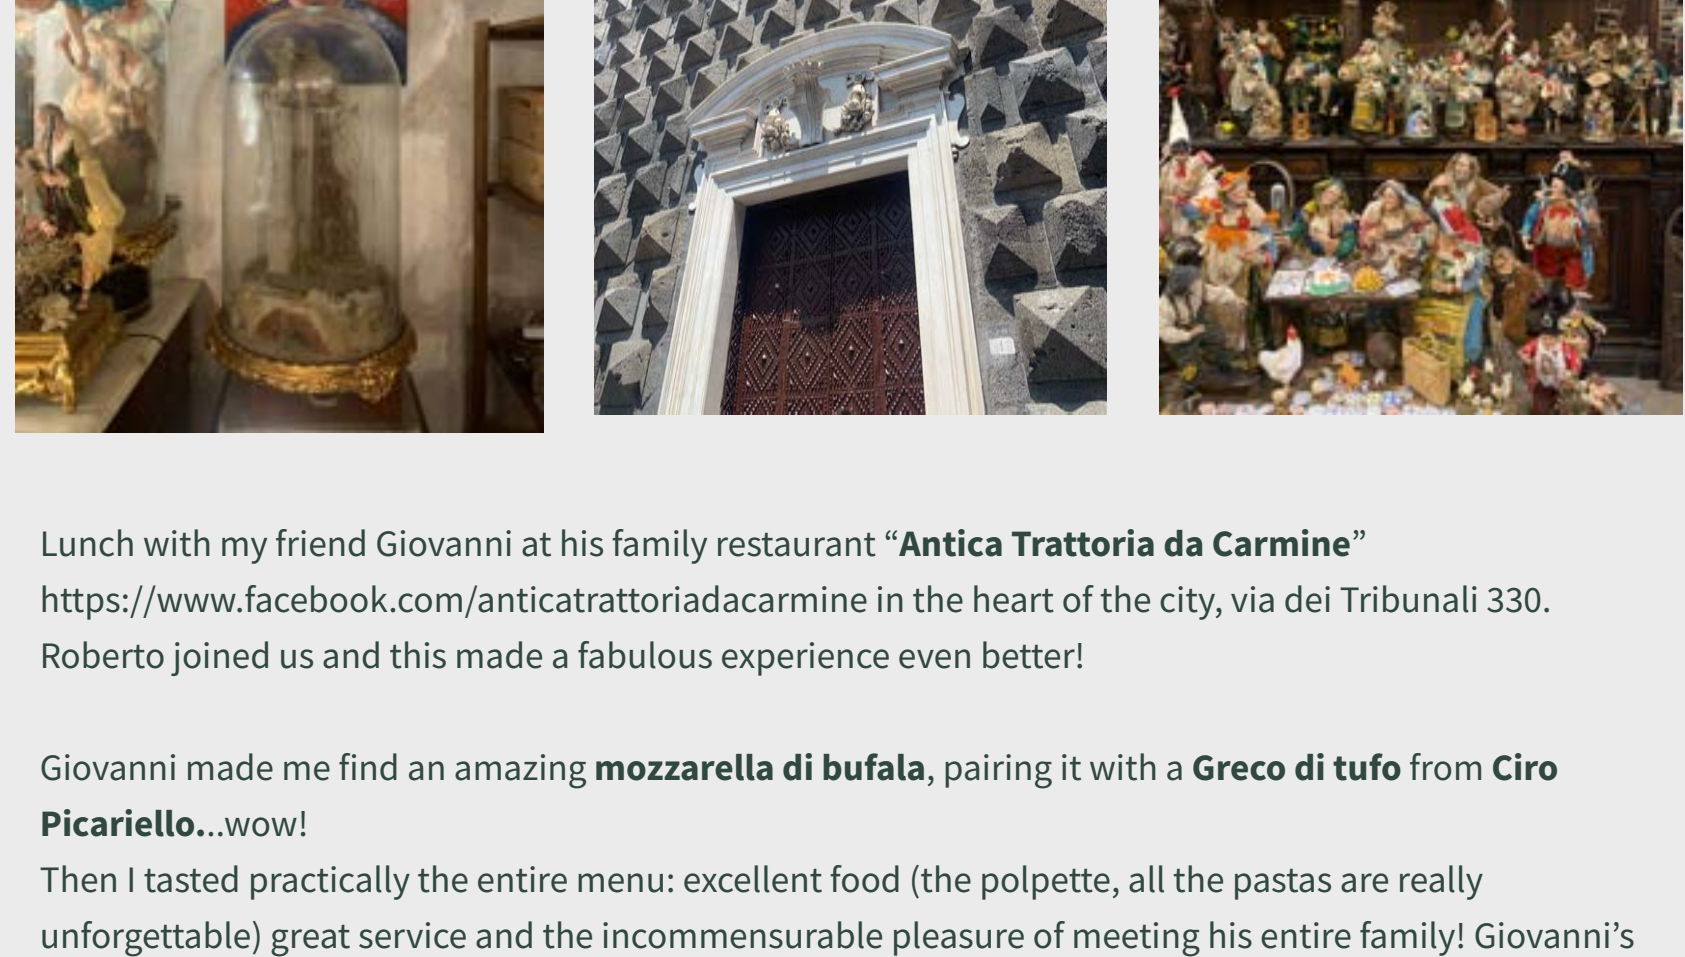 Lunch with my friend Giovanni at his family restaurant “Antica Trattoria da Carmine”
https://www.facebook.com/anticatrattoriadacarmine in the heart of the city, via dei Tribunali 330.
Roberto joined us and this made a fabulous experience even better!
Giovanni made me find an amazing mozzarella di bufala, pairing it with a Greco di tufo from Ciro
Picariello...wow!
Then I tasted practically the entire menu: excellent food (the polpette, all the pastas are really
unforgettable) great service and the incommensurable pleasure of meeting his entire family! Giovanni’s